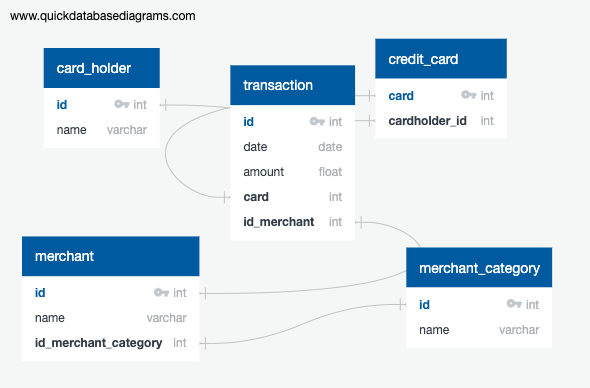 www.quickdatabasediagrams.com
card_holder
id int
name varchar
transaction
id int
date date
amount float
card int
id_merchant int
credit_card
card int
cardholder_id int
merchant
id int
name varchar
id_merchant_category int
merchant_category
id int
name varchar